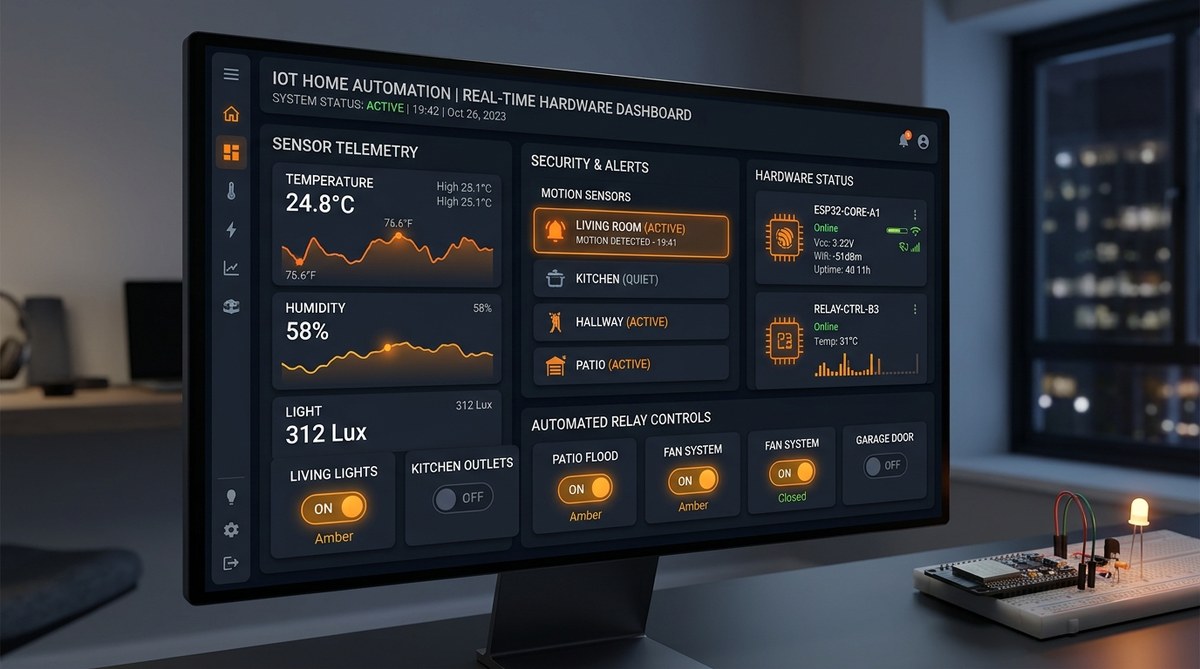 IOT HOME AUTOMATION | REAL-TIME HARDWARE DASHBOARD
SYSTEM STATUS: ACTIVE | 19:42 | Oct 26, 2023
SENSOR TELEMETRY
TEMPERATURE
24.8°C
High 25.1°C
High 25.1°C
76.6°F
75.6°F
HUMIDITY
58%
58%
LIGHT
312 Lux
312 Lux
LIVING LIGHTS
ON
Amber
KITCHEN OUTLETS
OFF
SECURITY & ALERTS
MOTION SENSORS
LIVING ROOM (ACTIVE)
MOTION DETECTED - 19:41
KITCHEN (QUIET)
HALLWAY (ACTIVE)
PATIO (ACTIVE)
HARDWARE STATUS
ESP32-CORE-A1
Online
Vcc: 3.22V
WiR: -51d8m
Uptime: 4d 11h
RELAY-CTRL-B3
Online
Temp: 31°C
AUTOMATED RELAY CONTROLS
PATIO FLOOD
ON
Amber
FAN SYSTEM
ON
Amber
FAN SYSTEM
ON
Closed
GARAGE DOOR
OFF